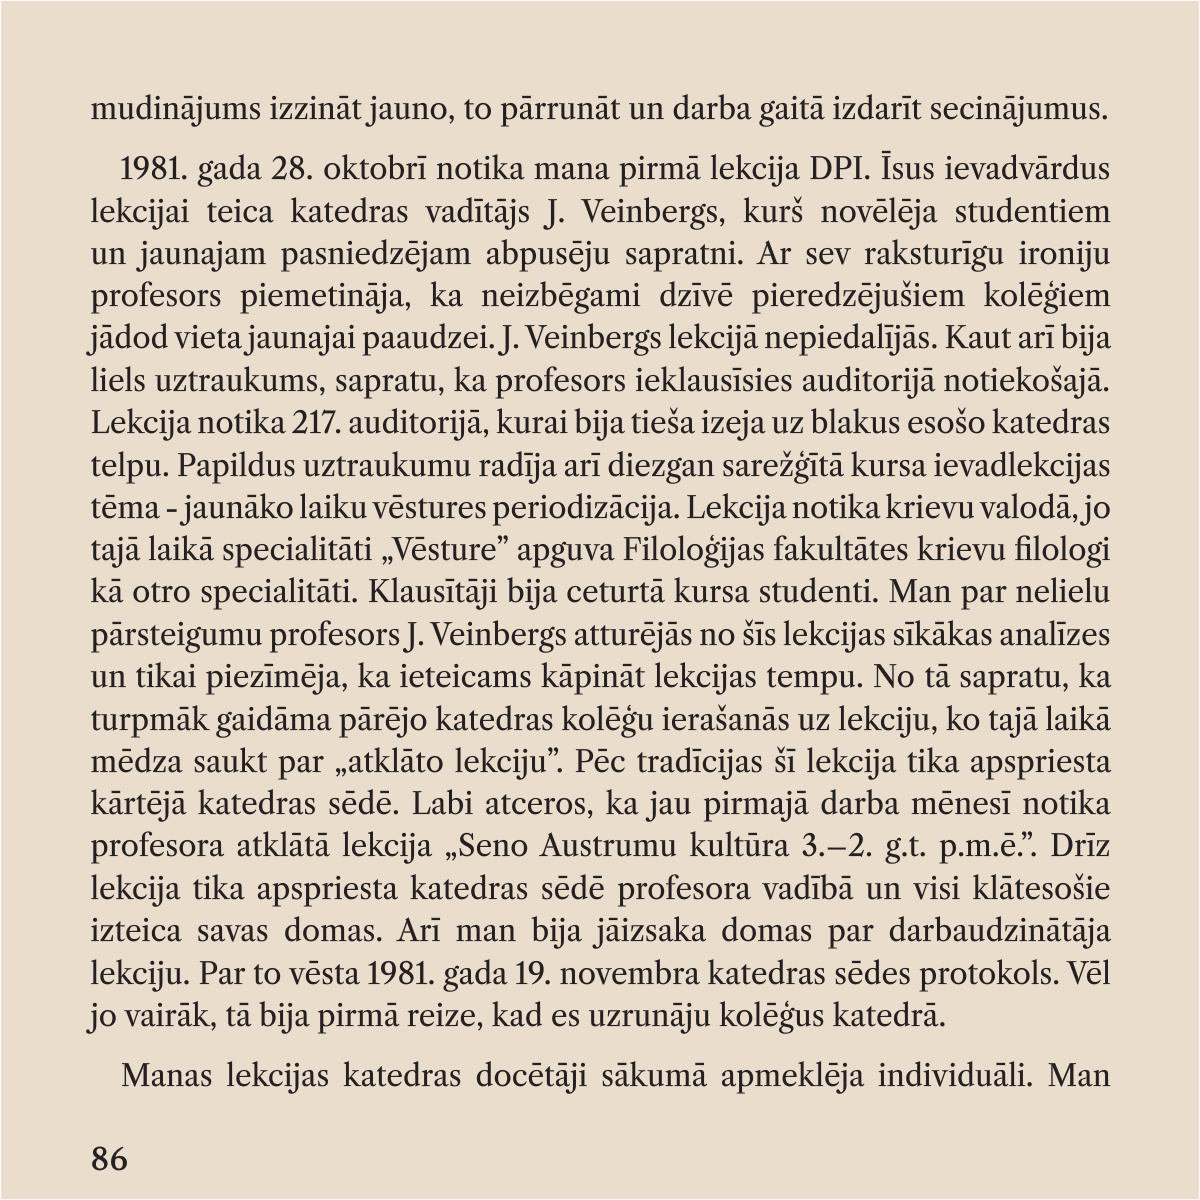 mudinājums izzināt jauno, to pārrunāt un darba gaitā izdarīt secinājumus.
1981. gada 28. oktobrī notika mana pirmā lekcija DPI. Īsus ievadvārdus
lekcijai teica katedras vadītājs J. Veinbergs, kurš novēlēja studentiem
un jaunajam pasniedzējam abpusēju sapratni. Ar sev raksturīgu ironiju
profesors piemetināja, ka neizbēgami dzīvē pieredzējušiem kolēģiem
jādod vieta jaunajai paaudzei. J. Veinbergs lekcijā nepiedalījās. Kaut arī bija
liels uztraukums, sapratu, ka profesors ieklausīsies auditorijā notiekošajā.
Lekcija notika 217. auditorijā, kurai bija tieša izeja uz blakus esošo katedras
telpu. Papildus uztraukumu radīja arī diezgan sarežģītā kursa ievadlekcijas
tēma - jaunāko laiku vēstures periodizācija. Lekcija notika krievu valodā, jo
tajā laikā specialitāti „Vēsture” apguva Filoloģijas fakultātes krievu filologi
kā otro specialitāti. Klausītāji bija ceturtā kursa studenti. Man par nelielu
pārsteigumu profesors J. Veinbergs atturējās no šīs lekcijas sīkākas analīzes
un tikai piezīmēja, ka ieteicams kāpināt lekcijas tempu. No tā sapratu, ka
turpmāk gaidāma pārējo katedras kolēģu ierašanās uz lekciju, ko tajā laikā
mēdza saukt par „atklāto lekciju”. Pēc tradīcijas šī lekcija tika apspriesta
kārtējā katedras sēdē. Labi atceros, ka jau pirmajā darba mēnesī notika
profesora atklātā lekcija „Seno Austrumu kultūra 3.–2. g.t. p.m.ē.”. Drīz
lekcija tika apspriesta katedras sēdē profesora vadībā un visi klātesošie
izteica savas domas. Arī man bija jāizsaka domas par darbaudzinātāja
lekciju. Par to vēsta 1981. gada 19. novembra katedras sēdes protokols. Vēl
jo vairāk, tā bija pirmā reize, kad es uzrunāju kolēģus katedrā.
Manas lekcijas katedras docētāji sākumā apmeklēja individuāli. Man
86